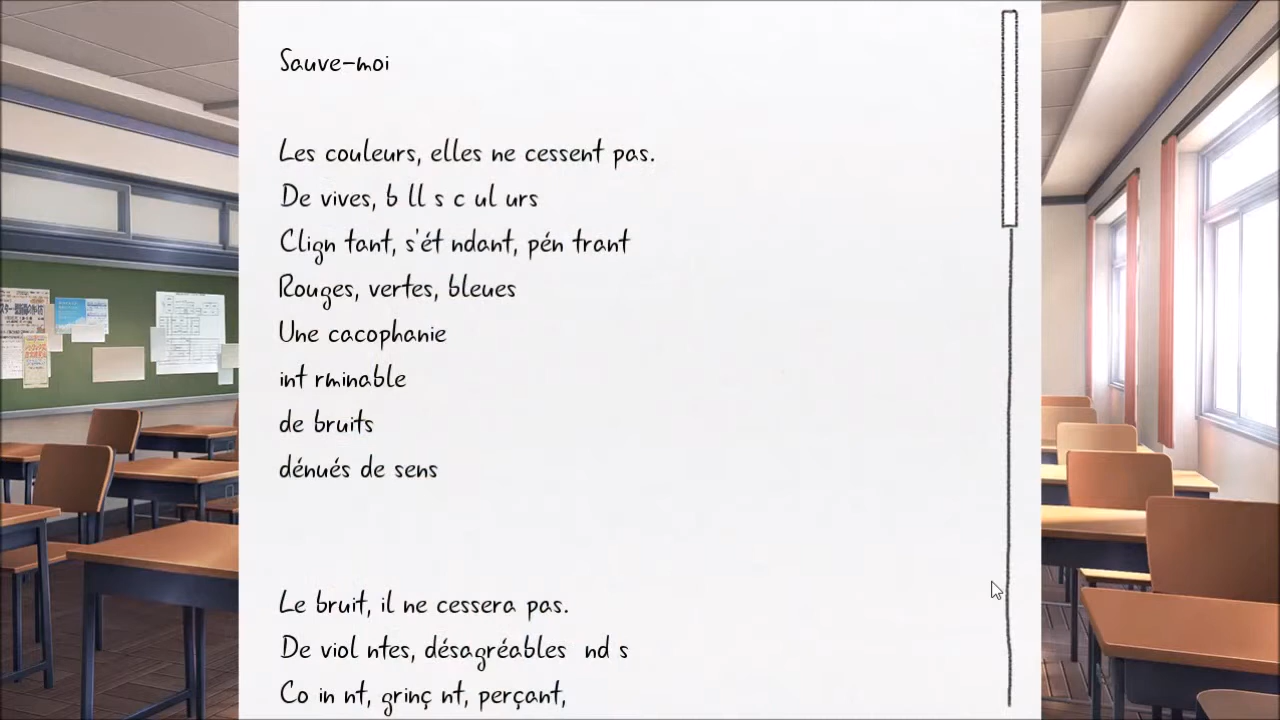 Sauve-moi
Les couleurs, elles ne cessent pas.
De vives, b ll s c ul urs
Clign tant, s'ét ndant, pén trant
Rouges, vertes, bleues
Une cacophanie
int rminable
de bruits
dénués de sens
Le bruit, il ne cessera pas.
De viol ntes, désagréables  nd s
Co in nt, grinç nt, perçant,